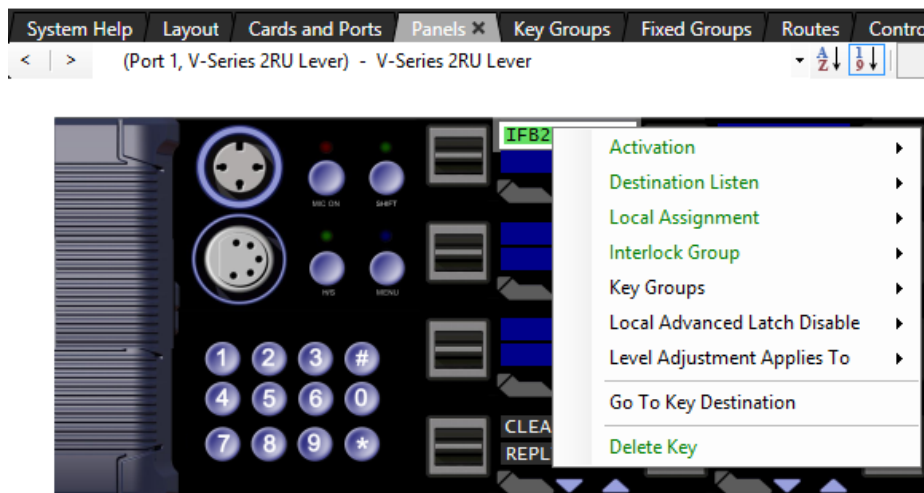 System Help Layout Cards and Ports Panels × Key Groups Fixed Groups Routes Contro
< > (Port 1, V-Series 2RU Lever) - V-Series 2RU Lever A Z 1 9
IFB2
Activation
Destination Listen
Local Assignment
Interlock Group
Key Groups
Local Advanced Latch Disable
Level Adjustment Applies To
Go To Key Destination
Delete Key
MIC ON SHIFT
H/S MENU
1 2 3 #
4 5 6 0
7 8 9 *
CLEA
REPL